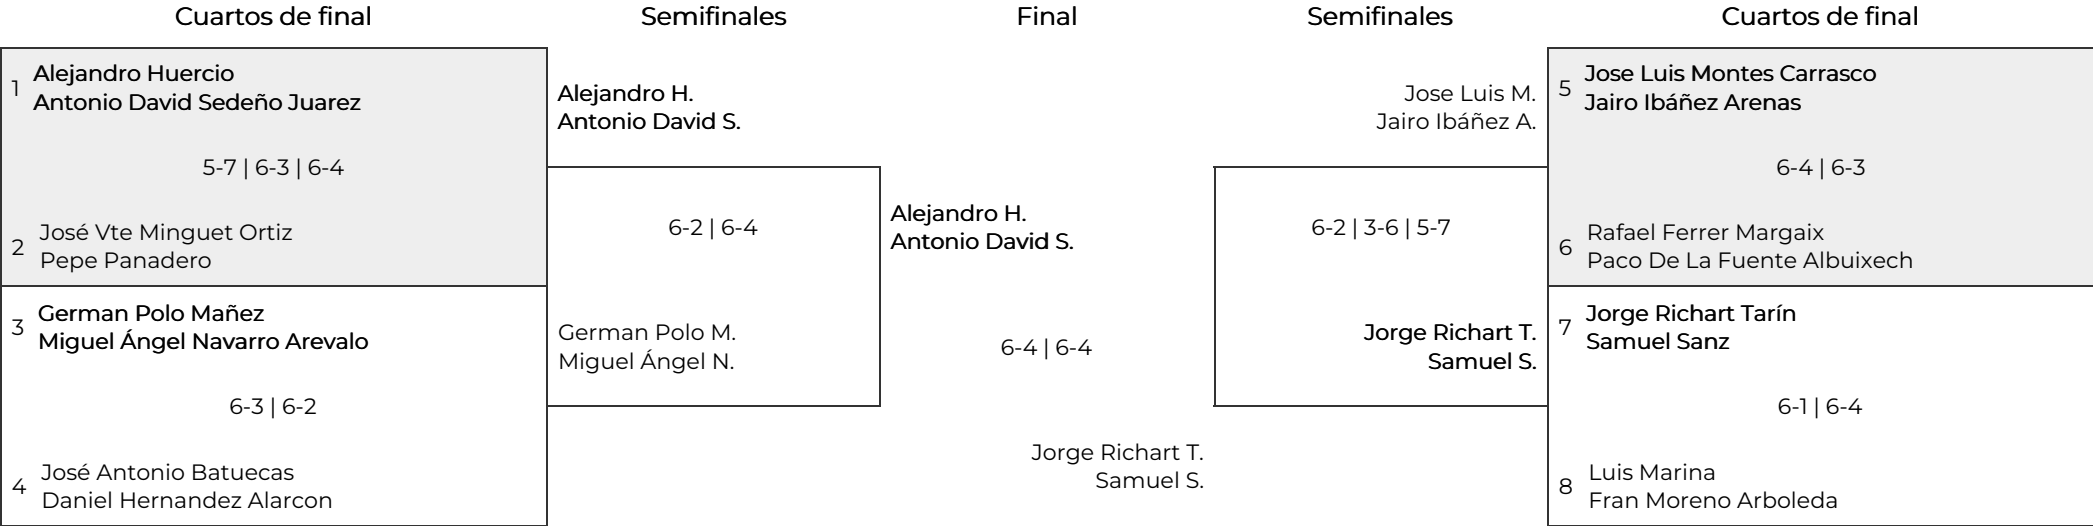 Cuartos de final
Semifinales
Final
Semifinales
Cuartos de final
1
Alejandro Huercio
Antonio David Sedeño Juarez
5-7 | 6-3 | 6-4
2
José Vte Minguet Ortiz
Pepe Panadero
3
German Polo Mañez
Miguel Ángel Navarro Arevalo
6-3 | 6-2
4
José Antonio Batuecas
Daniel Hernandez Alarcon
Alejandro H.
Antonio David S.
6-2 | 6-4
German Polo M.
Miguel Ángel N.
Alejandro H.
Antonio David S.
6-4 | 6-4
Jorge Richart T.
Samuel S.
Jose Luis M.
Jairo Ibáñez A.
6-2 | 3-6 | 5-7
Jorge Richart T.
Samuel S.
5
Jose Luis Montes Carrasco
Jairo Ibáñez Arenas
6-4 | 6-3
6
Rafael Ferrer Margaix
Paco De La Fuente Albuixech
7
Jorge Richart Tarín
Samuel Sanz
6-1 | 6-4
8
Luis Marina
Fran Moreno Arboleda